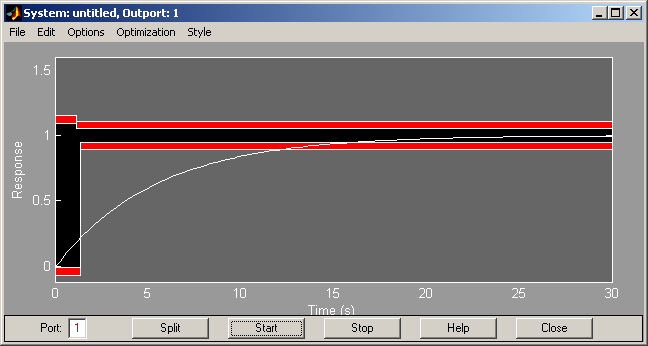 System: untitled, Outport: 1
File Edit Options Optimization Style
1.5
1
0.5
0
Response
0 5 10 15 20 25 30
Time (s)
Port: 1 Split Start Stop Help Close